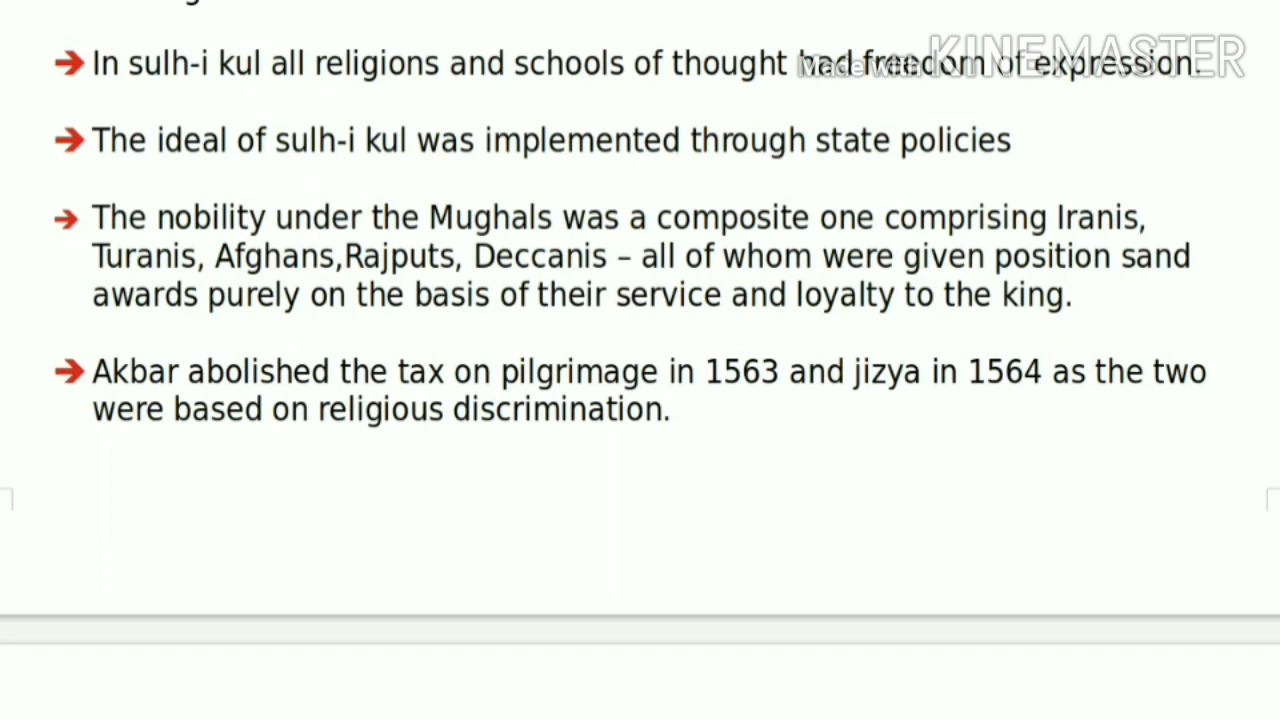 In sulh-i kul all religions and schools of thought had freedom of expression.
Made with KINEMASTER
The ideal of sulh-i kul was implemented through state policies
The nobility under the Mughals was a composite one comprising Iranis,
Turanis, Afghans,Rajputs, Deccanis – all of whom were given position sand
awards purely on the basis of their service and loyalty to the king.
Akbar abolished the tax on pilgrimage in 1563 and jizya in 1564 as the two
were based on religious discrimination.